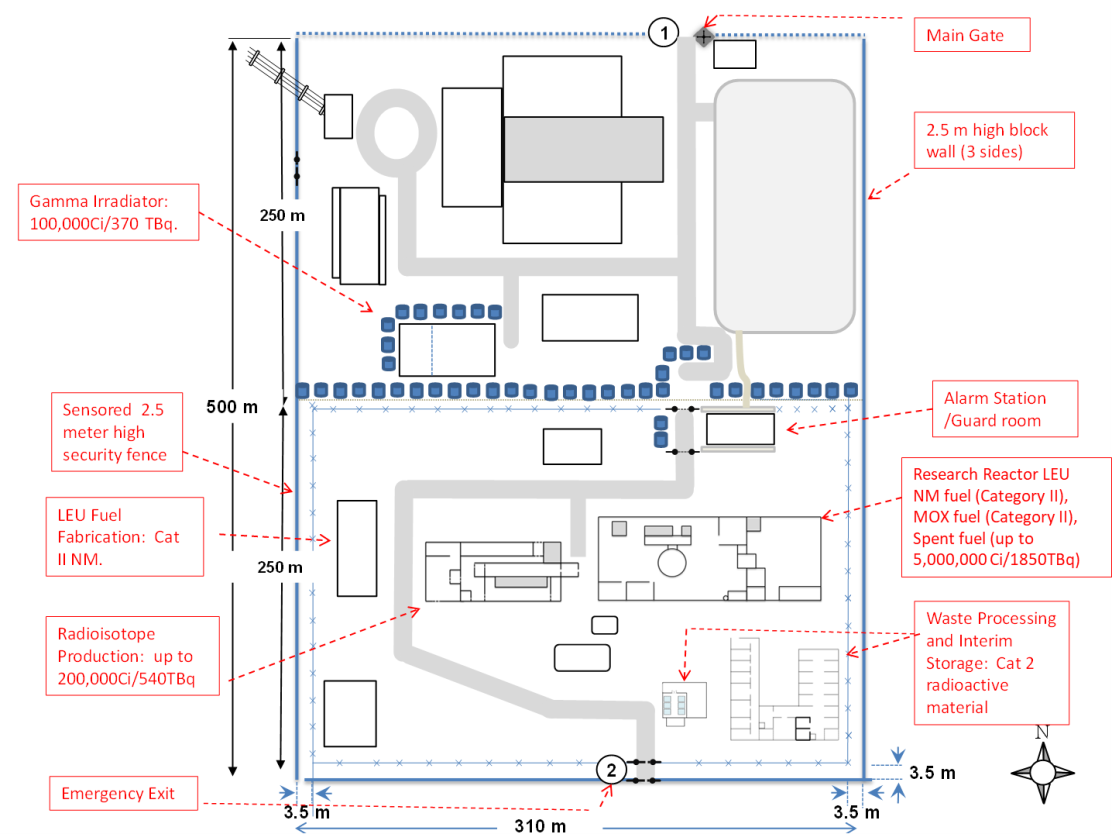 1
Main Gate
2.5 m high block
wall (3 sides)
Gamma Irradiator:
100,000Ci/370 TBq.
250 m
500 m
Sensored 2.5
meter high
security fence
Alarm Station
/Guard room
LEU Fuel
Fabrication: Cat
II NM.
250 m
Research Reactor LEU
NM fuel (Category II),
MOX fuel (Category II),
Spent fuel (up to
5,000,000 Ci/1850TBq)
Radioisotope
Production: up to
200,000Ci/540TBq
Waste Processing
and Interim
Storage: Cat 2
radioactive
material
N
2
Emergency Exit
3.5 m
3.5 m
310 m
3.5 m